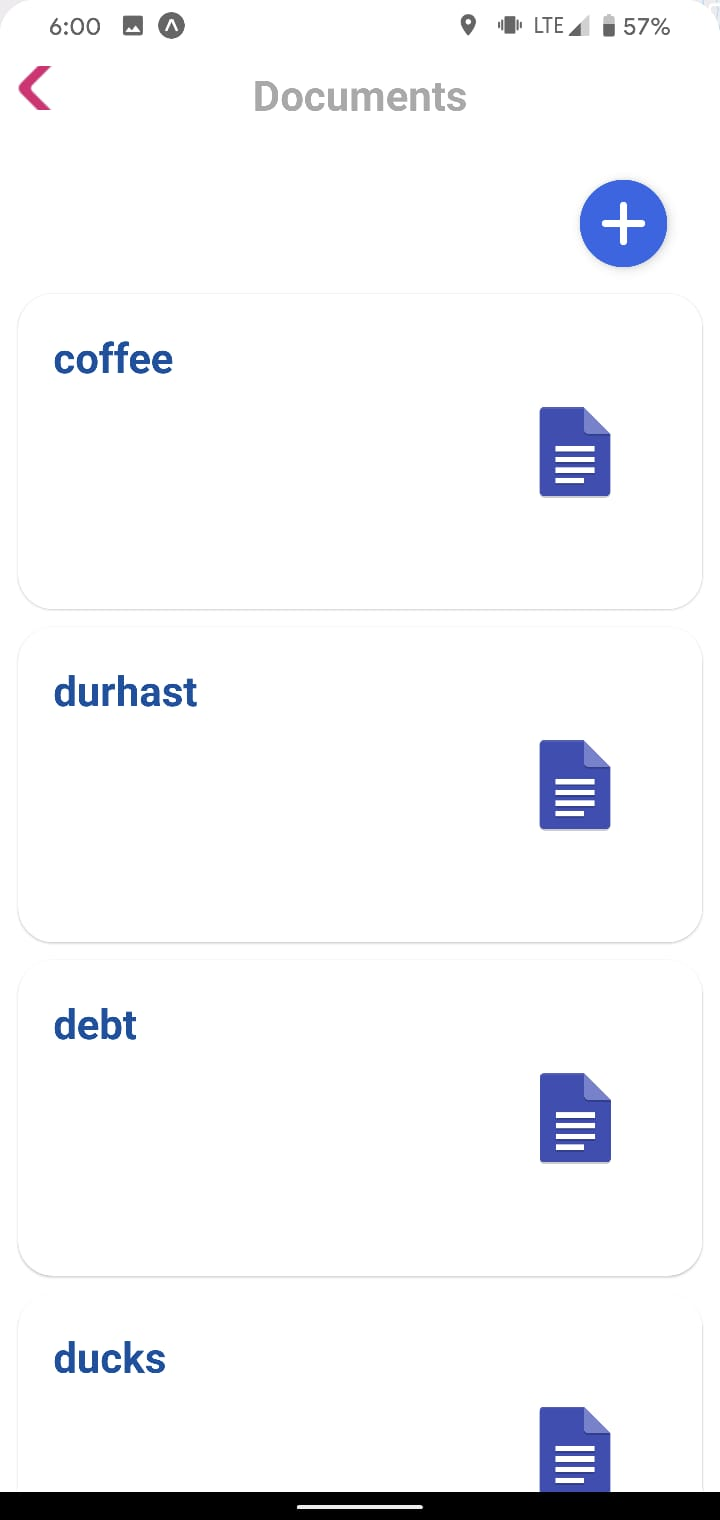 6:00 LTE 57%
Documents
coffee
durhast
debt
ducks